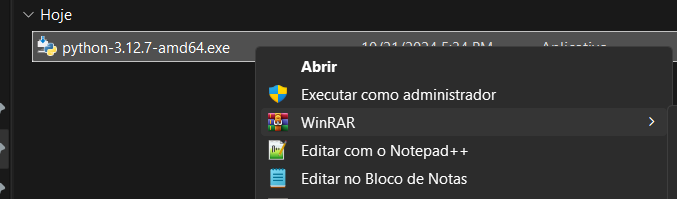 Hoje
python-3.12.7-amd64.exe
Abrir
Executar como administrador
WinRAR
Editar com o Notepad++
Editar no Bloco de Notas